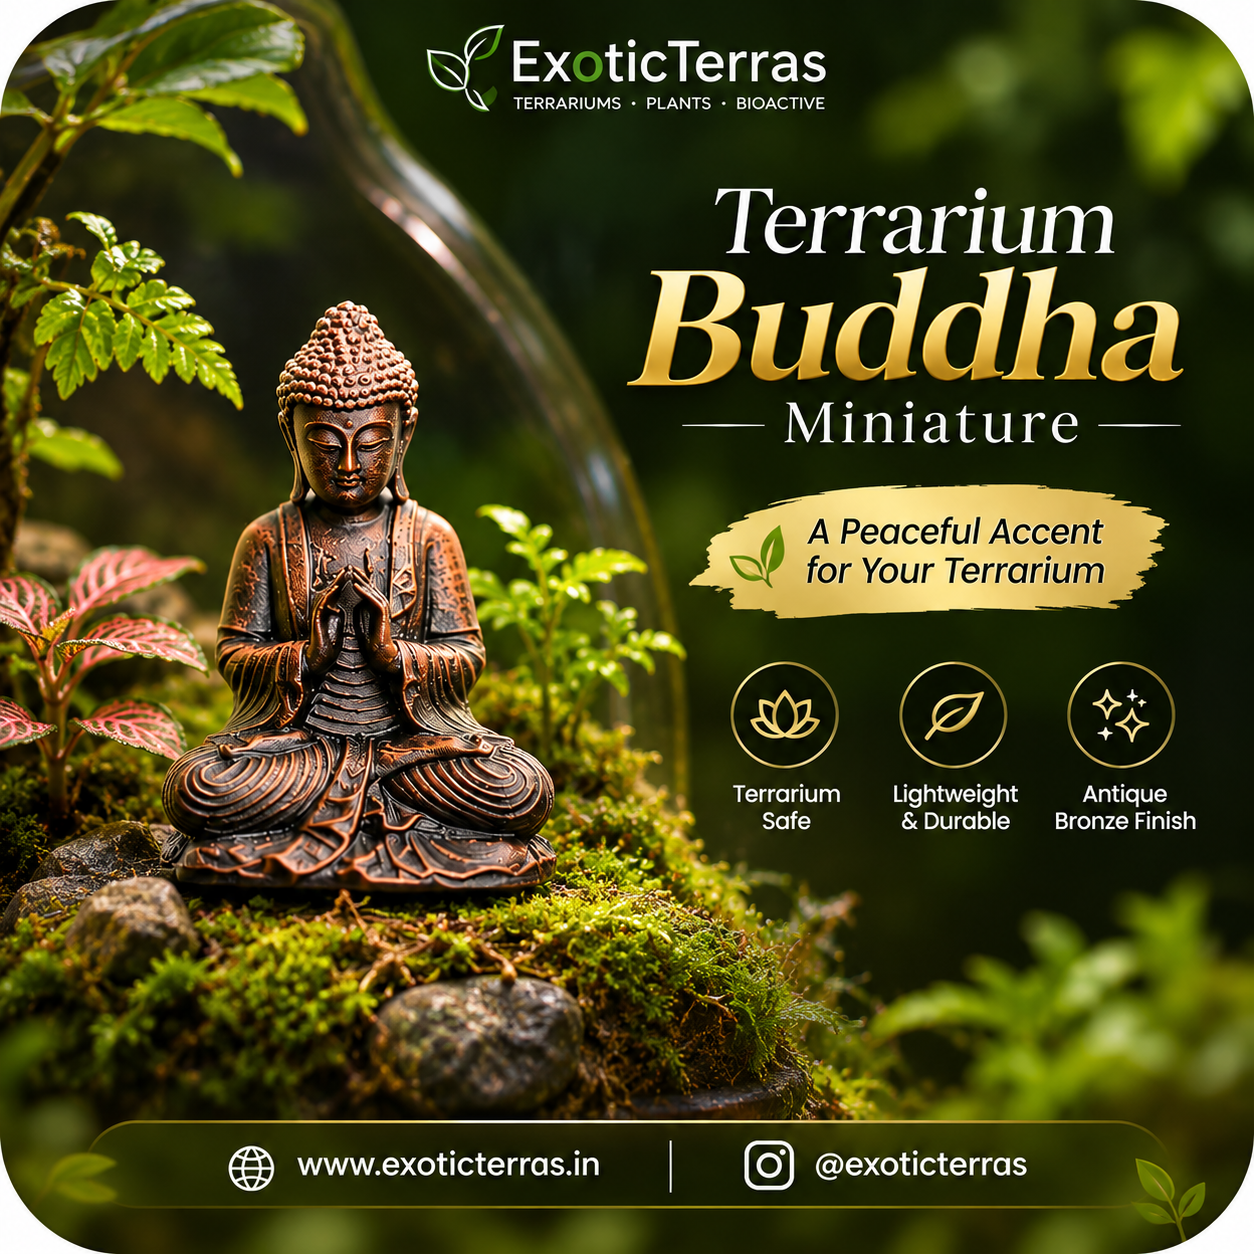 ExoticTerras
TERRARIUMS · PLANTS · BIOACTIVE
Terrarium
Buddha
Miniature
A Peaceful Accent
for Your Terrarium
Terrarium
Safe
Lightweight
& Durable
Antique
Bronze Finish
www.exoticterras.in
@exoticterras